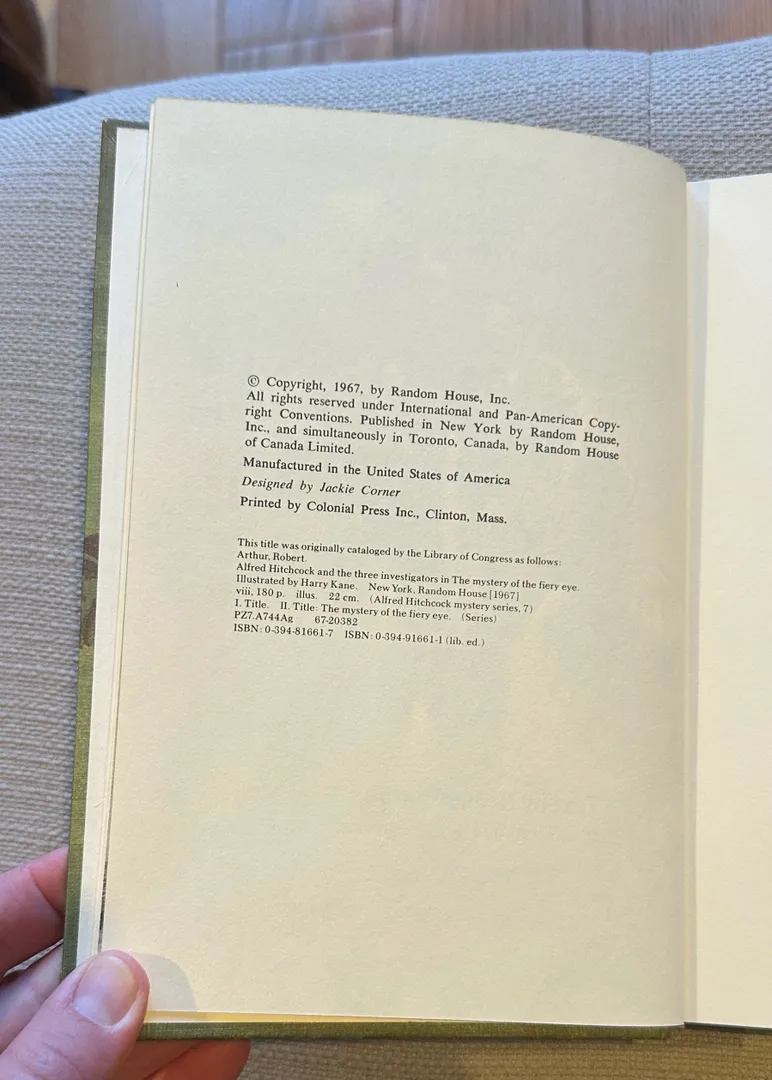 © Copyright, 1967, by Random House, Inc.
All rights reserved under International and Pan-American Copy-
right Conventions. Published in New York by Random House,
Inc., and simultaneously in Toronto, Canada, by Random House
of Canada Limited.
Manufactured in the United States of America
Designed by Jackie Corner
Printed by Colonial Press Inc., Clinton, Mass.
This title was originally cataloged by the Library of Congress as follows:
Arthur, Robert.
Alfred Hitchcock and the three investigators in The mystery of the fiery eye.
Illustrated by Harry Kane. New York, Random House [1967]
viii, 180 p. illus. 22 cm. (Alfred Hitchcock mystery series, 7)
I. Title. II. Title: The mystery of the fiery eye. (Series)
PZ7.A744Ag 67-20382
ISBN: 0-394-81661-7 ISBN: 0-394-91661-1 (lib. ed.)